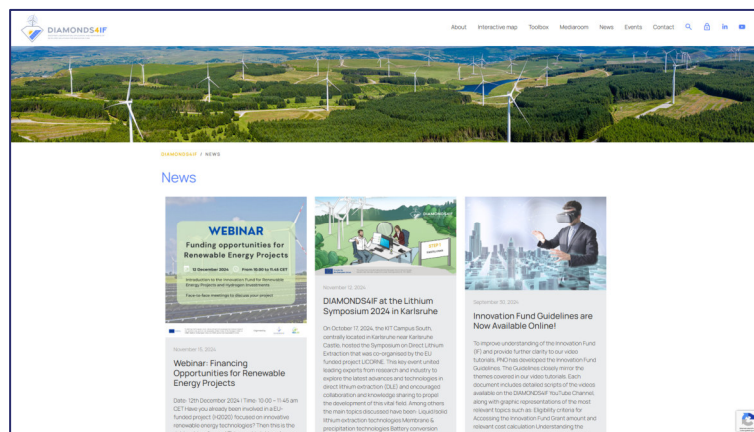 DIAMONDS4IF
About Interactive map Toolbox Mediaroom News Events Contact
DIAMONDS4IF / NEWS
News
WEBINAR
Funding opportunities for
Renewable Energy Projects
12 December 2024 From 10.00 to 11.45 CET
Introduction to the Innovation Fund for Renewable
Energy Projects and Hydrogen Investments
Face-to-face meetings to discuss your project
November 15, 2024
Webinar: Financing
Opportunities for Renewable
Energy Projects
Date: 12th December 2024 | Time: 10:00 – 11:45 am
CET Have you already been involved in a EU-
funded project (H2020) focused on innovative
renewable energy technologies? Then this is the
DIAMONDS4IF
STEP 1
November 12, 2024
DIAMONDS4IF at the Lithium
Symposium 2024 in Karlsruhe
On October 17, 2024, the KIT Campus South,
centrally located in Karlsruhe near Karlsruhe
Castle, hosted the Symposium on Direct Lithium
Extraction that was co-organised by the EU
funded project LICORNE. This key event united
leading experts from research and industry to
explore the latest advances and technologies in
direct lithium extraction (DLE) and encouraged
collaboration and knowledge sharing to propel
the development of this vital field. Among others
the main topics discussed have been: Liquid/solid
lithium extraction technologies Membrane &
precipitation technologies Battery conversion
September 30, 2024
Innovation Fund Guidelines are
Now Available Online!
To improve understanding of the Innovation Fund
(IF) and provide further clarity to our video
tutorials, PNO has developed the Innovation Fund
Guidelines. The Guidelines closely mirror the
themes covered in our video tutorials. Each
document includes detailed scripts of the videos
available on the DIAMONDS4IF YouTube Channel,
along with graphic representations of the most
relevant topics such as: Eligibility criteria for
Accessing the Innovation Fund Grant amount and
relevant cost calculation Understanding the